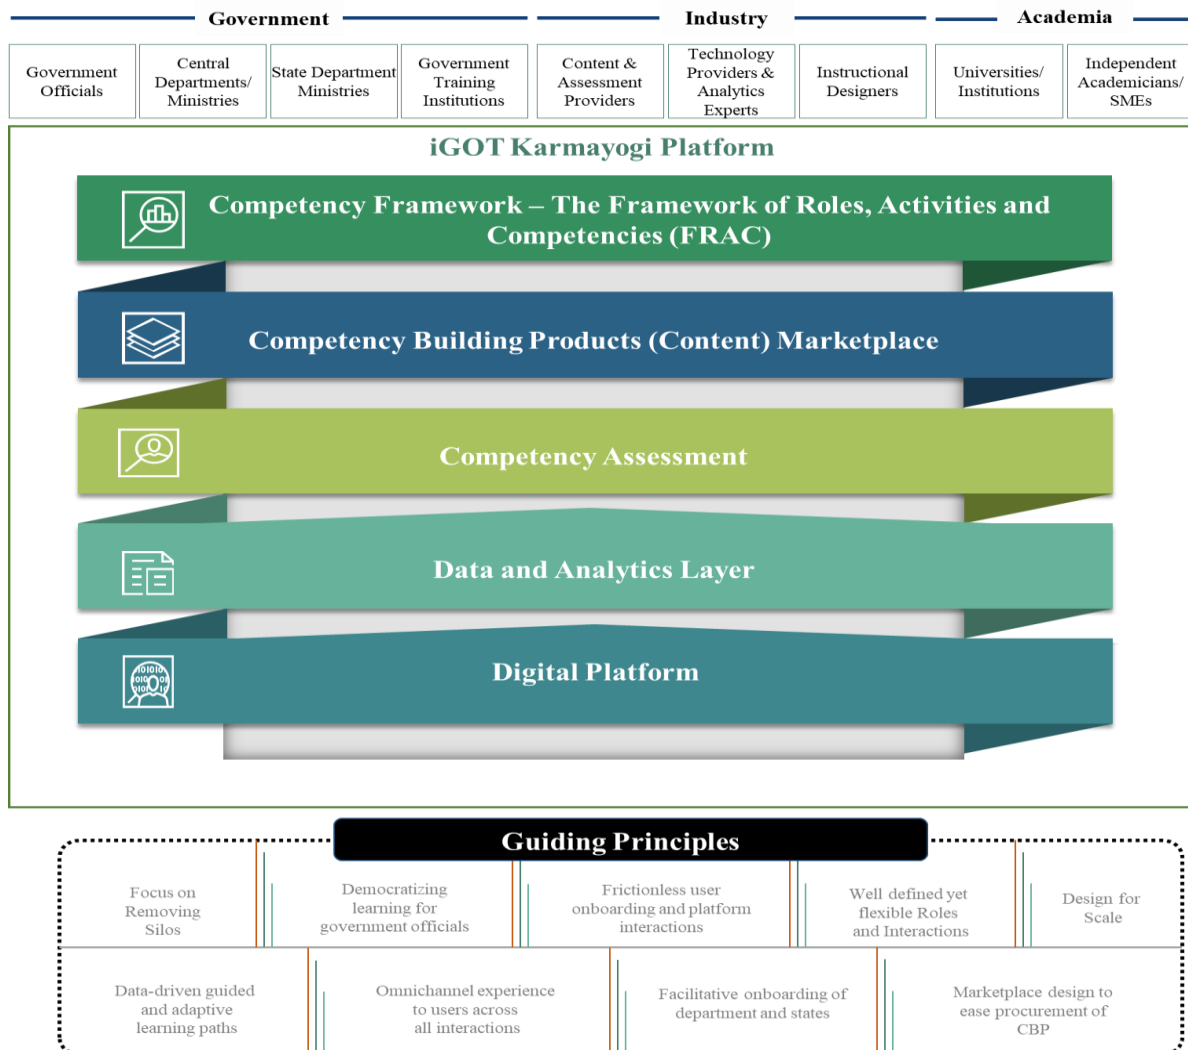 Government
Industry
Academia
Government
Officials
Central
Departments/
Ministries
State Department
Ministries
Government
Training
Institutions
Content &
Assessment
Providers
Technology
Providers &
Analytics
Experts
Instructional
Designers
Universities/
Institutions
Independent
Academicians/
SMEs
iGOT Karmayogi Platform
Competency Framework – The Framework of Roles, Activities and
Competencies (FRAC)
Competency Building Products (Content) Marketplace
Competency Assessment
Data and Analytics Layer
Digital Platform
Guiding Principles
Focus on
Removing
Silos
Democratizing
learning for
government officials
Frictionless user
onboarding and platform
interactions
Well defined yet
flexible Roles
and Interactions
Design for
Scale
Data-driven guided
and adaptive
learning paths
Omnichannel experience
to users across
all interactions
Facilitative onboarding of
department and states
Marketplace design to
ease procurement of
CBP